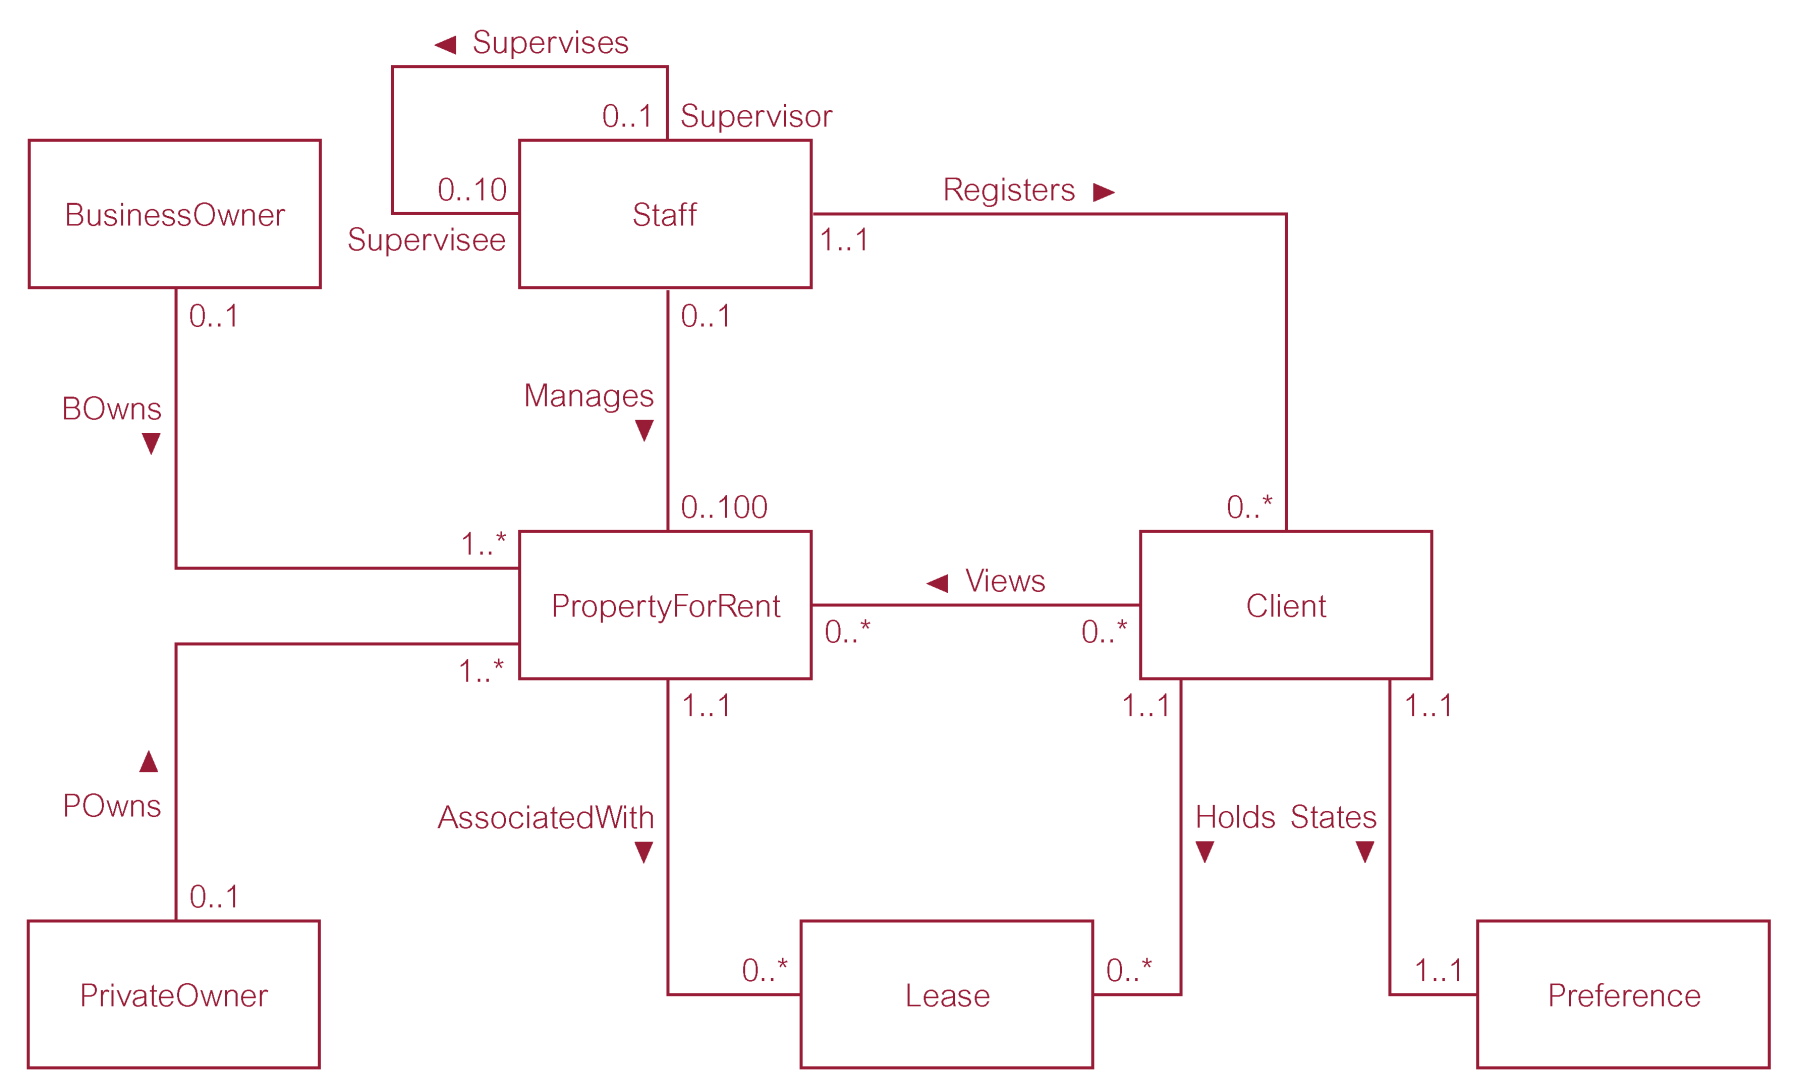 Supervises
0..1 Supervisor
BusinessOwner
0..10
Supervisee
Staff
Registers
1..1
0..1
0..1
BOwns
Manages
0..100
0..*
1..*
PropertyForRent
Views
0..*
0..*
Client
1..*
1..1
1..1
1..1
POwns
AssociatedWith
Holds
States
0..1
0..*
0..*
1..1
PrivateOwner
Lease
Preference